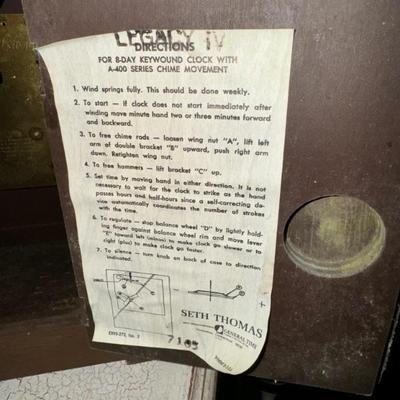 LEGACY IV
DIRECTIONS
FOR 8-DAY KEYWOUND CLOCK WITH
A-400 SERIES CHIME MOVEMENT
1. Wind springs fully. This should be done weekly.
2. To start — if clock does not start immediately after
winding move minute hand two or three minutes forward
and backward.
3. To free chime rods — loosen wing nut "A", lift left
arm of double bracket "B" upward, push right arm
down. Retighten wing nut.
4. To free hammers — lift bracket "C" up.
5. Set time by moving hand in either direction. It is not
necessary to wait for the clock to strike as the hand
passes hours and half-hours since a self-correcting de-
vice automatically coordinates the number of strokes
with the time.
6. To regulate — stop balance wheel "D" by lightly hold-
ing finger against balance wheel rim and move lever
"E" toward left (minus) to make clock go slower or to
right (plus) to make clock go faster.
7. To silence — turn knob on back of case to direction
indicated.
SETH THOMAS
GENERAL TIME
7105